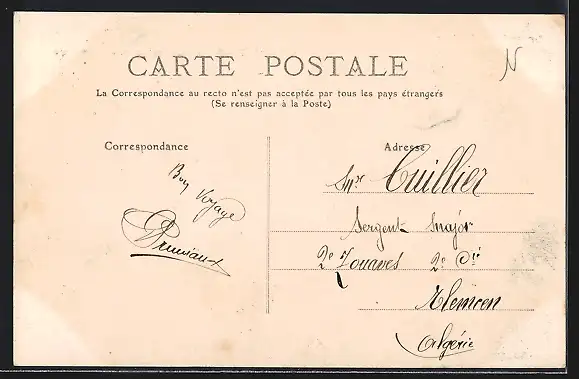 N
CARTE POSTALE
La Correspondance au recto n'est pas acceptée par tous les pays étrangers
(Se renseigner à la Poste)
Correspondance
Bon Voyage
Adresse
Mr Cuillier
Sergent Major
2e Zouaves 2e Cie
Tlemcen
Algérie